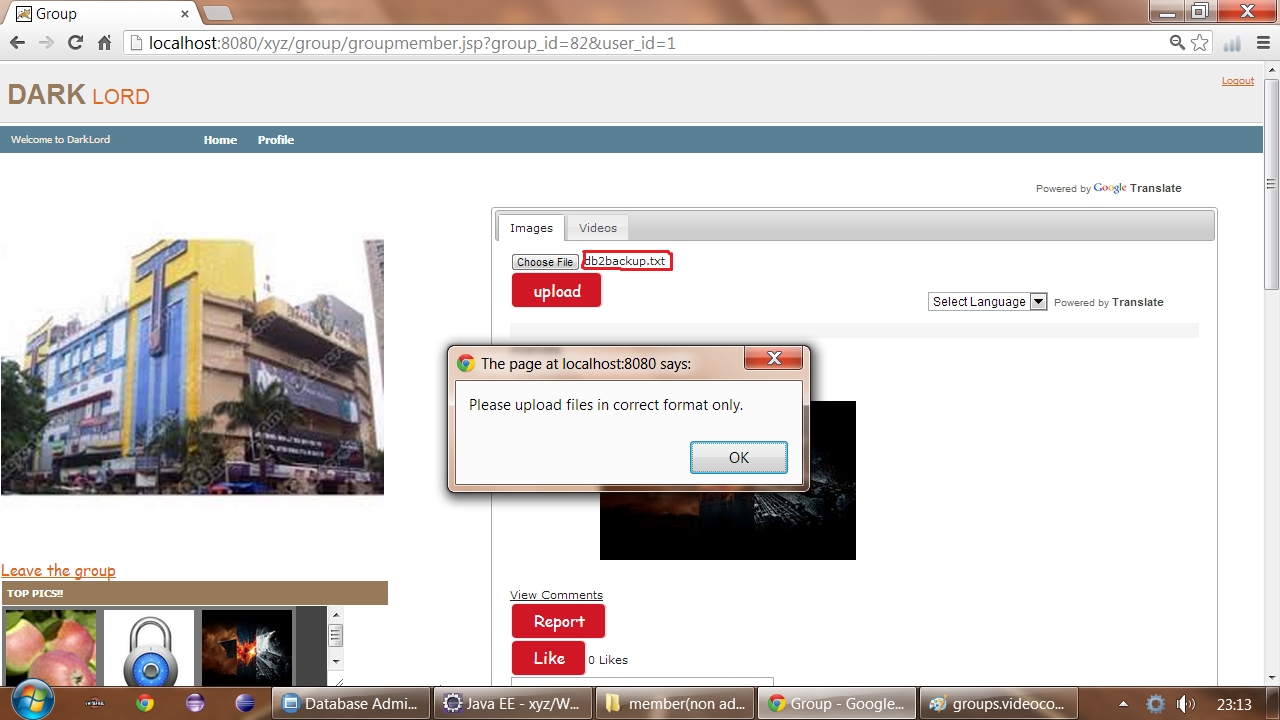 Group
localhost:8080/xyz/group/groupmember.jsp?group_id=82&user_id=1
DARK LORD
Logout
Welcome to DarkLord
Home
Profile
Powered by Google Translate
Images
Videos
Choose File
db2backup.txt
upload
Select Language
Powered by Translate
The page at localhost:8080 says:
Please upload files in correct format only.
OK
Leave the group
TOP PICS!!
View Comments
Report
Like
0 Likes
Database Admi...
Java EE - xyz/W...
member(non ad...
Group - Google...
groups.videoco...
23:13